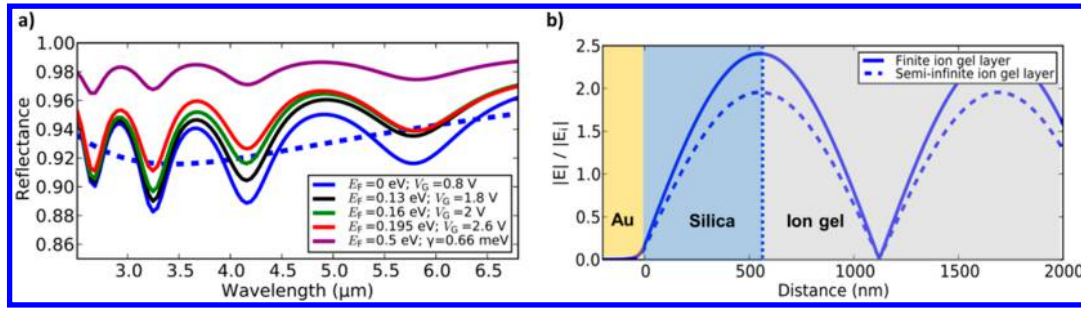 a)
1.00
0.98
0.96
0.94
0.92
0.90
0.88
0.86
Reflectance
E_F =0 eV; V_G=0.8 V
E_F =0.13 eV; V_G=1.8 V
E_F =0.16 eV; V_G=2 V
E_F =0.195 eV; V_G=2.6 V
E_F =0.5 eV; γ=0.66 meV
3.0 3.5 4.0 4.5 5.0 5.5 6.0 6.5
Wavelength (μm)
b)
2.5
2.0
1.5
1.0
0.5
0.0
|E| / |E_i|
Finite ion gel layer
Semi-infinite ion gel layer
Au Silica Ion gel
0 500 1000 1500 2000
Distance (nm)